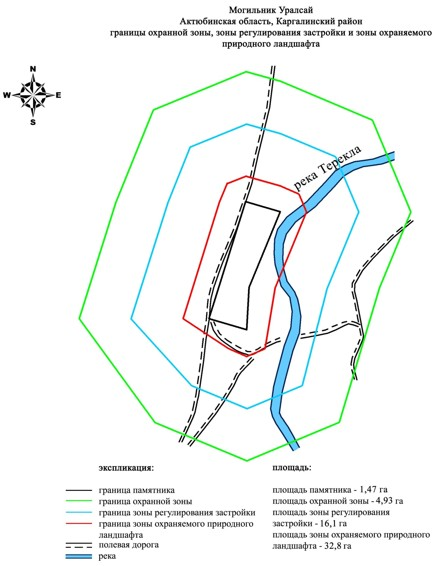 Могильник Уралсай
Актюбинская область, Каргалинский район
границы охранной зоны, зоны регулирования застройки и зоны охраняемого
природного ландшафта
N
W E
S
река Терекла
экспликация:
граница памятника
граница охранной зоны
граница зоны регулирования застройки
граница зоны охраняемого природного
ландшафта
полевая дорога
река
площадь:
площадь памятника - 1,47 га
площадь охранной зоны - 4,93 га
площадь зоны регулирования
застройки - 16,1 га
площадь зоны охраняемого природного
ландшафта - 32,8 га